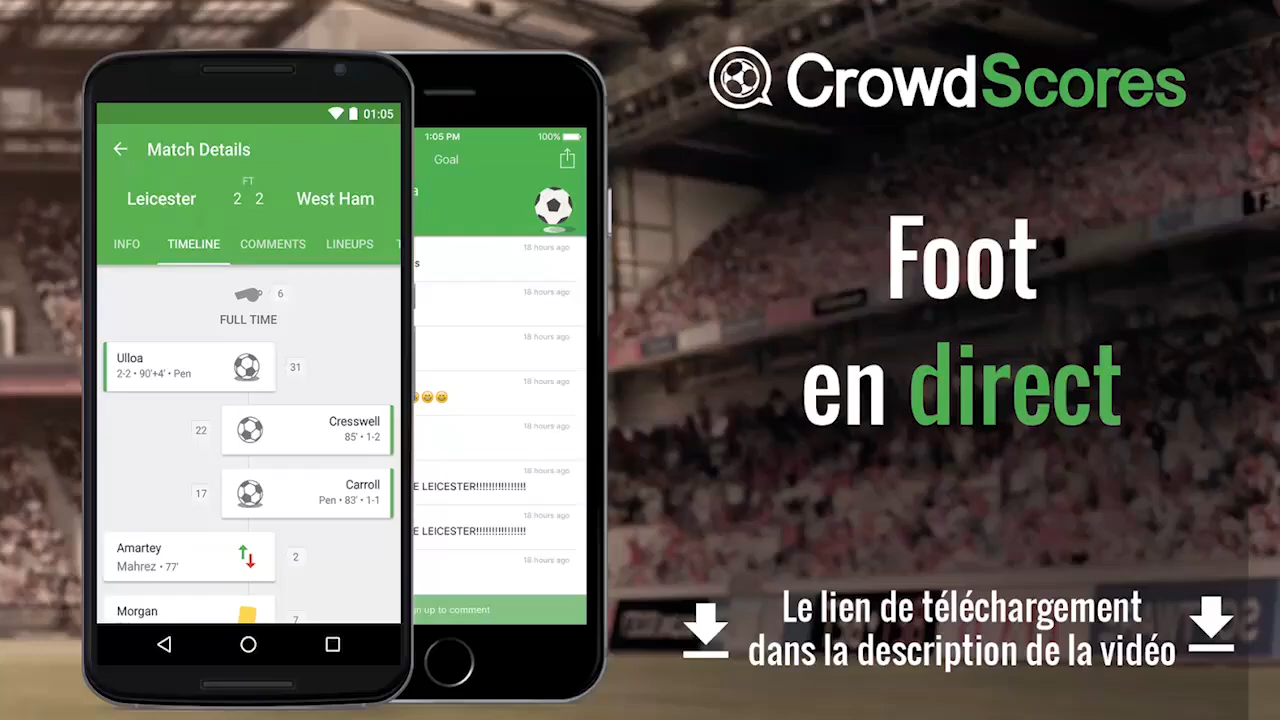 01:05
Match Details
FT
Leicester 2 2 West Ham
INFO TIMELINE COMMENTS LINEUPS
6
FULL TIME
Ulloa
2-2 • 90'+4' • Pen
31
Cresswell
85' • 1-2
22
Carroll
Pen • 83' • 1-1
17
Amartey
Mahrez • 77'
2
Morgan
7
1:05 PM 100%
Goal
18 hours ago
18 hours ago
18 hours ago
18 hours ago
18 hours ago
18 hours ago
E LEICESTER!!!!!!!!!!!!!!!!
18 hours ago
E LEICESTER!!!!!!!!!!!!!!!!
18 hours ago
up to comment
CrowdScores
Foot
en direct
Le lien de téléchargement
dans la description de la vidéo